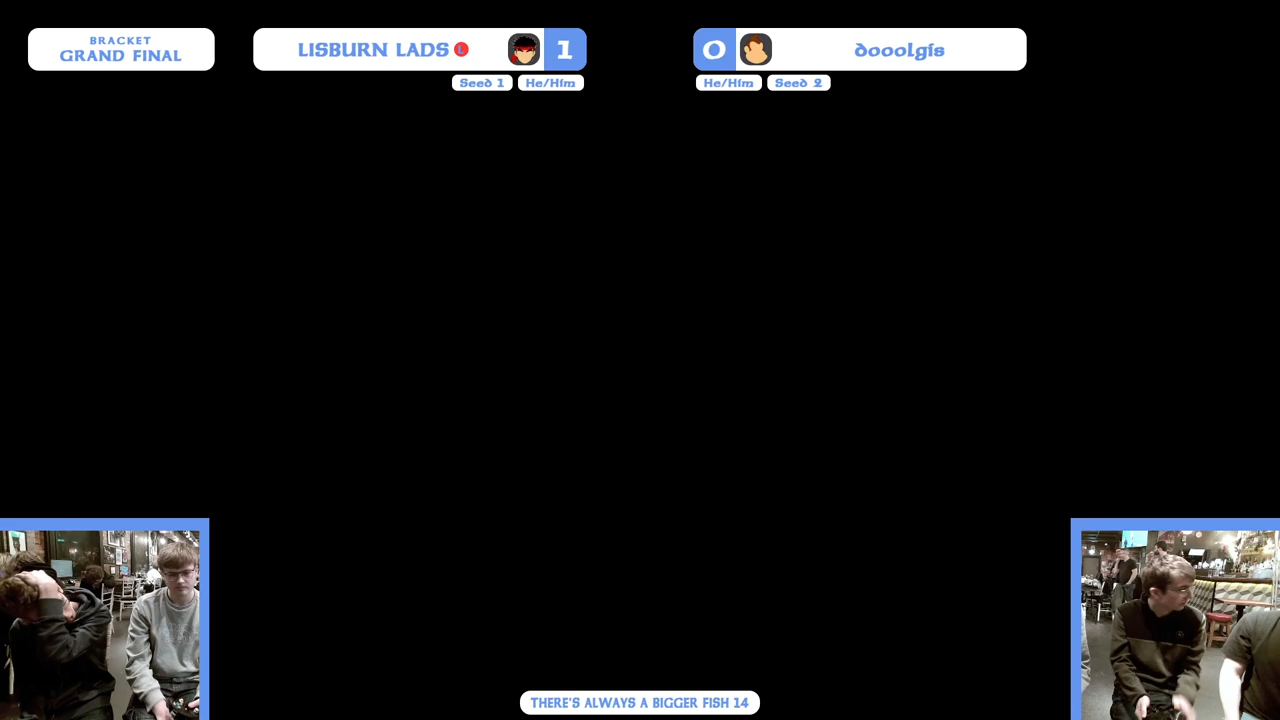 BRACKET
GRAND FINAL
LISBURN LADS L 1
0 dooolgis
Seed 1 He/Him
He/Him Seed 2
THERE'S ALWAYS A BIGGER FISH 14